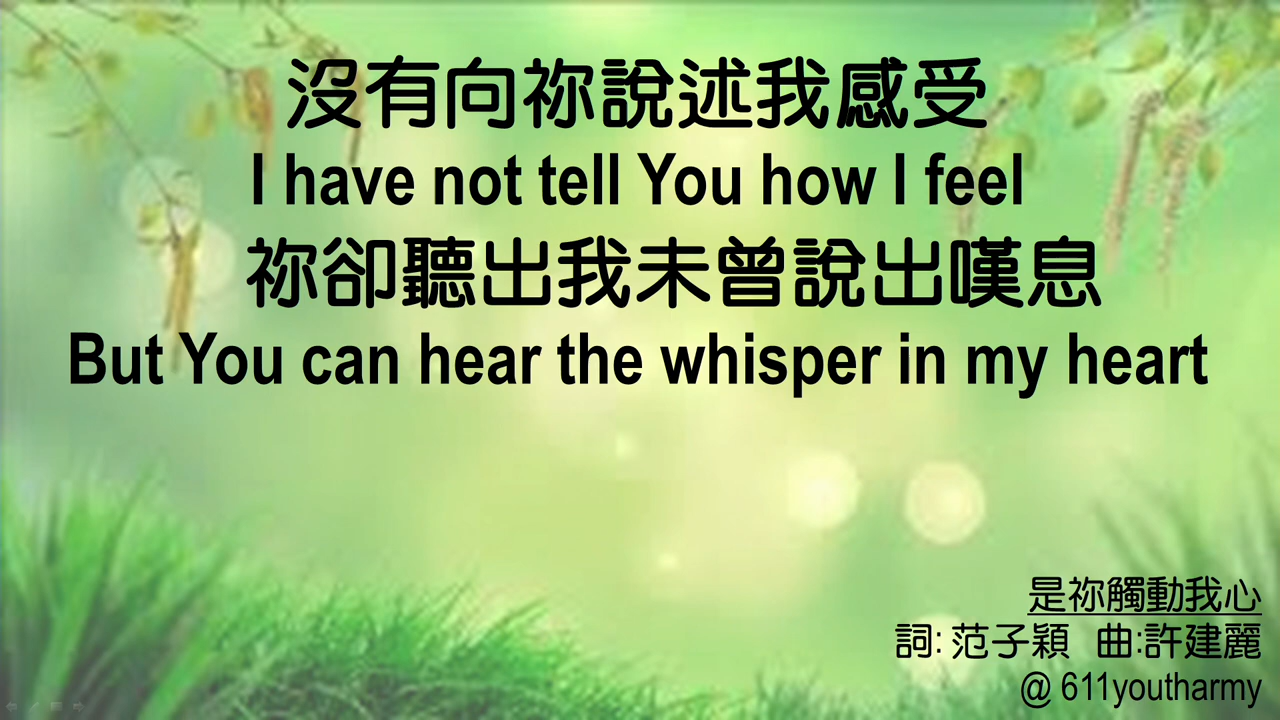 沒有向祢說述我感受
I have not tell You how I feel
祢卻聽出我未曾說出嘆息
But You can hear the whisper in my heart
是祢觸動我心
詞: 范子穎 曲:許建麗
@ 611youtharmy